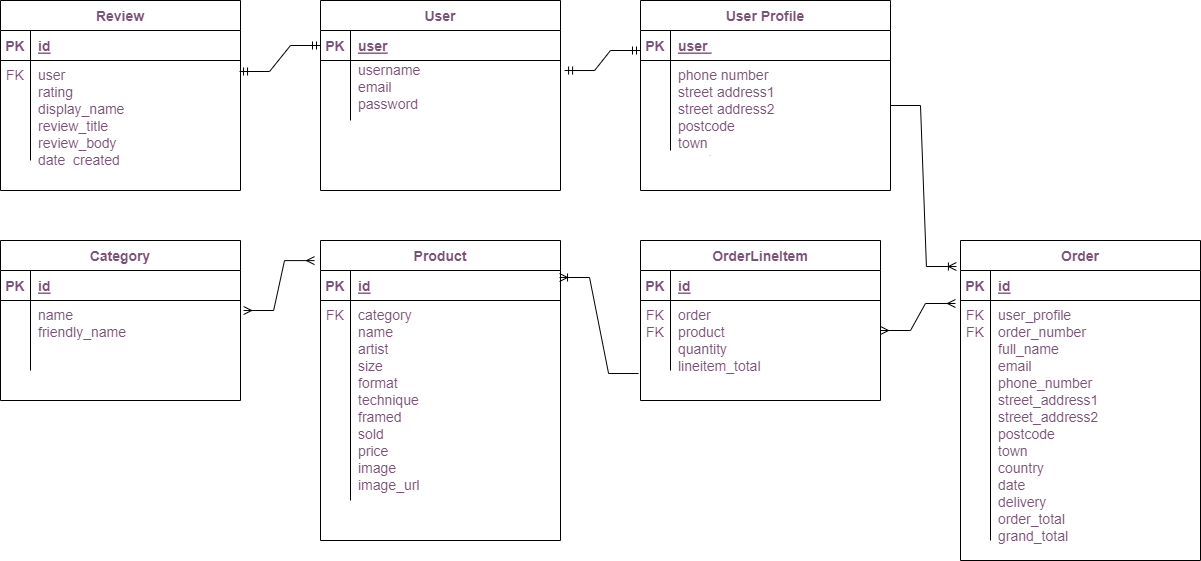 Review
PK id
FK user
rating
display_name
review_title
review_body
date_created
User
PK user
username
email
password
User Profile
PK user
phone number
street address1
street address2
postcode
town
Category
PK id
name
friendly_name
Product
PK id
FK category
name
artist
size
format
technique
framed
sold
price
image
image_url
OrderLineItem
PK id
FK order
FK product
quantity
lineitem_total
Order
PK id
FK user_profile
FK order_number
full_name
email
phone_number
street_address1
street_address2
postcode
town
country
date
delivery
order_total
grand_total